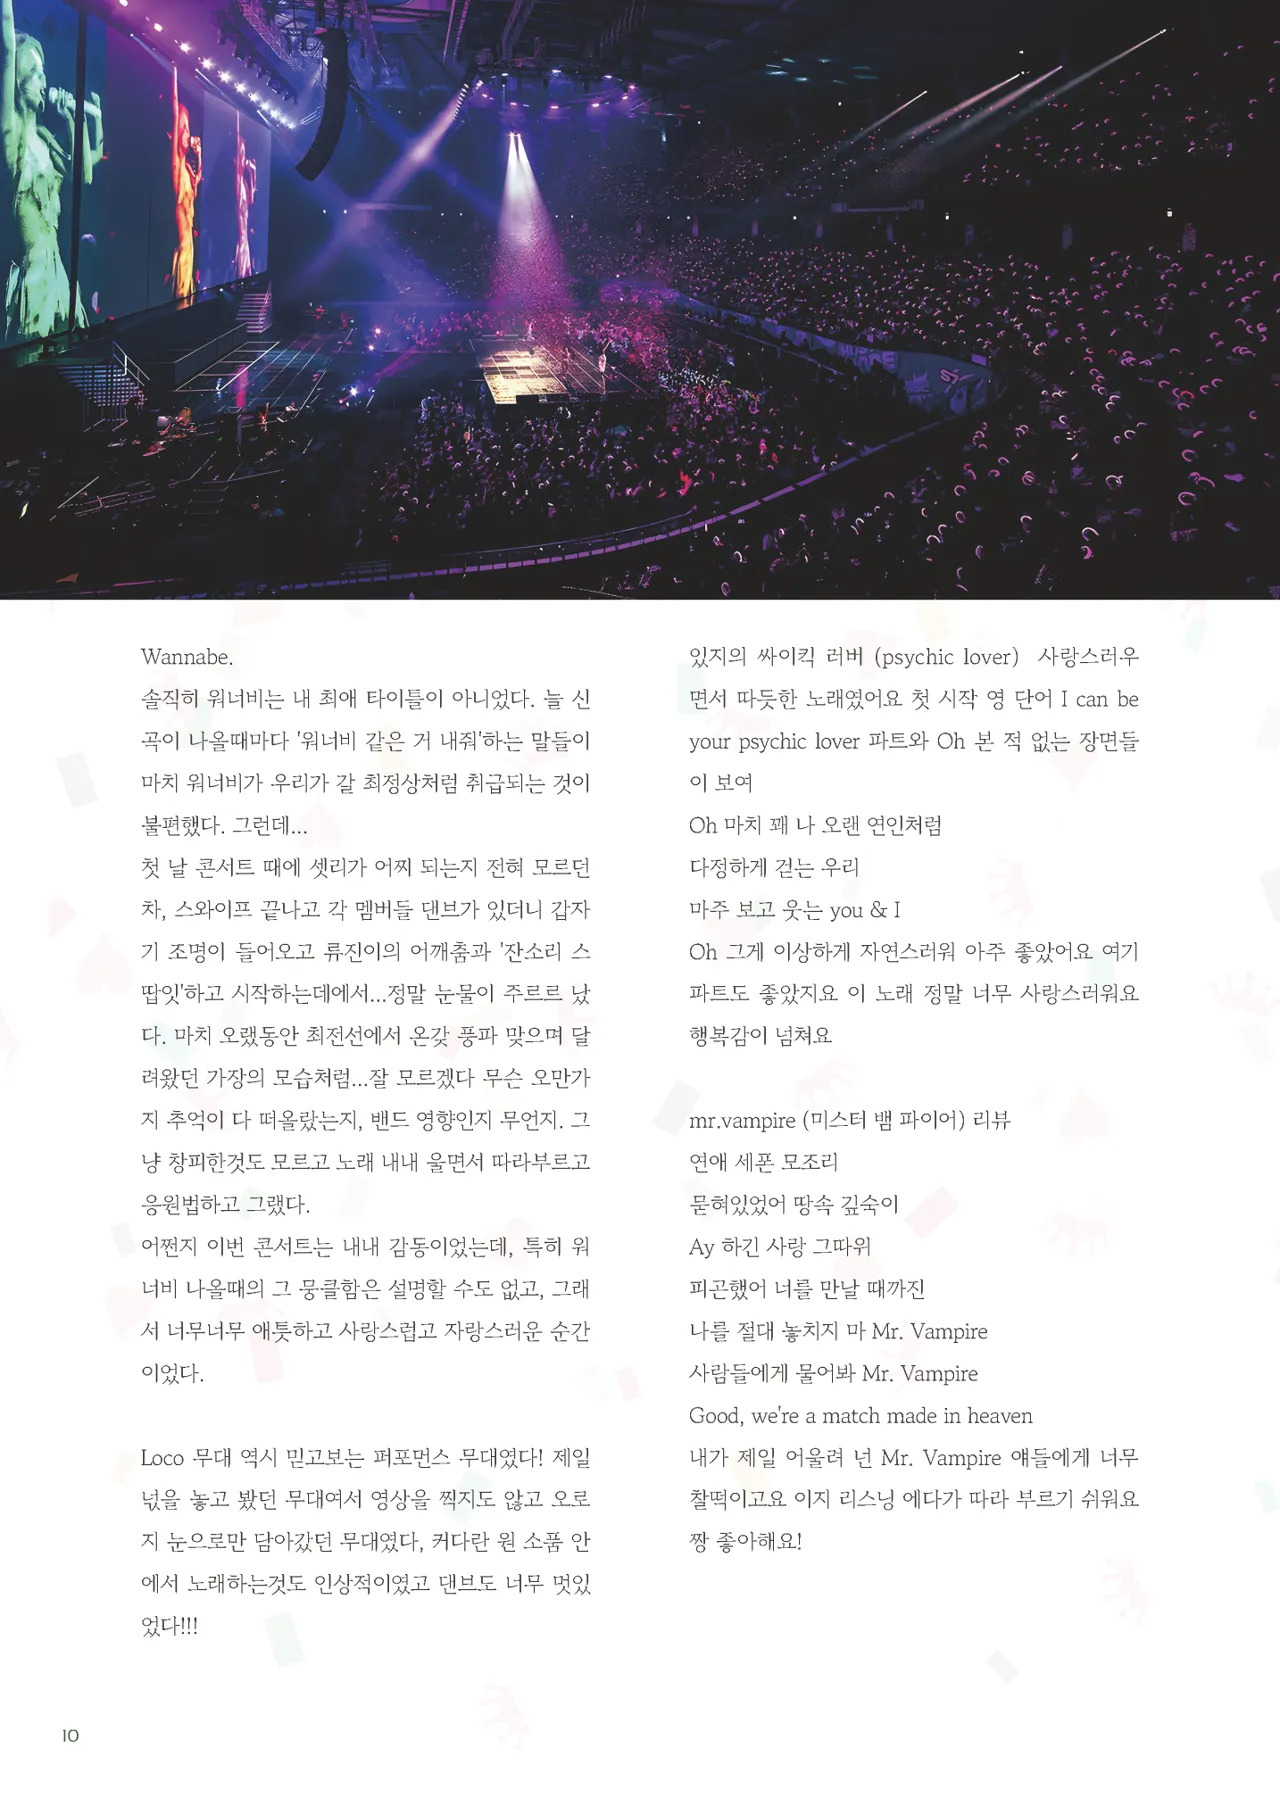 Wannabe.
솔직히 워너비는 내 최애 타이틀이 아니었다. 늘 신
곡이 나올때마다 '워너비 같은 거 내줘'하는 말들이
마치 워너비가 우리가 갈 최정상처럼 취급되는 것이
불편했다. 그런데...
첫 날 콘서트 때에 셋리가 어찌 되는지 전혀 모르던
차, 스와이프 끝나고 각 멤버들 댄브가 있더니 갑자
기 조명이 들어오고 류진이의 어깨춤과 '잔소리 스
땁잇'하고 시작하는데에서...정말 눈물이 주르르 났
다. 마치 오랬동안 최전선에서 온갖 풍파 맞으며 달
려왔던 가장의 모습처럼...잘 모르겠다 무슨 오만가
지 추억이 다 떠올랐는지, 밴드 영향인지 무언지. 그
냥 창피한것도 모르고 노래 내내 울면서 따라부르고
응원법하고 그랬다.
어쩐지 이번 콘서트는 내내 감동이었는데, 특히 워
너비 나올때의 그 뭉클함은 설명할 수도 없고, 그래
서 너무너무 애틋하고 사랑스럽고 자랑스러운 순간
이었다.
Loco 무대 역시 믿고보는 퍼포먼스 무대였다! 제일
넋을 놓고 봤던 무대여서 영상을 찍지도 않고 오로
지 눈으로만 담아갔던 무대였다, 커다란 원 소품 안
에서 노래하는것도 인상적이였고 댄브도 너무 멋있
었다!!!
있지의 싸이킥 러버 (psychic lover) 사랑스러우
면서 따듯한 노래였어요 첫 시작 영 단어 I can be
your psychic lover 파트와 Oh 본 적 없는 장면들
이 보여
Oh 마치 꽤 나 오랜 연인처럼
다정하게 걷는 우리
마주 보고 웃는 you & I
Oh 그게 이상하게 자연스러워 아주 좋았어요 여기
파트도 좋았지요 이 노래 정말 너무 사랑스러워요
행복감이 넘쳐요
mr.vampire (미스터 뱀 파이어) 리뷰
연애 세폰 모조리
묻혀있었어 땅속 깊숙이
Ay 하긴 사랑 그따위
피곤했어 너를 만날 때까진
나를 절대 놓치지 마 Mr. Vampire
사람들에게 물어봐 Mr. Vampire
Good, we're a match made in heaven
내가 제일 어울려 넌 Mr. Vampire 얘들에게 너무
찰떡이고요 이지 리스닝 에다가 따라 부르기 쉬워요
짱 좋아해요!
10